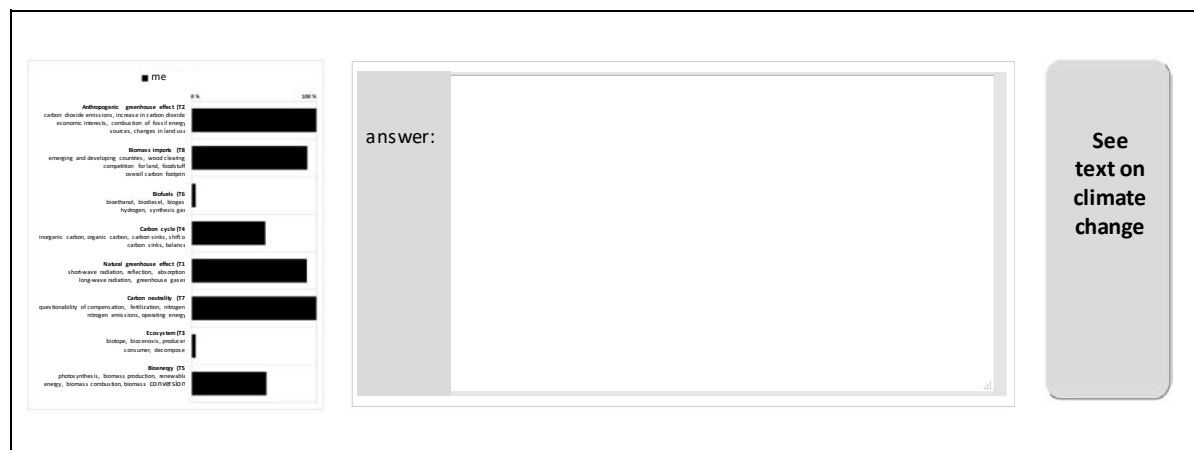 me
0 % 100 %
Anthropogenic greenhouse effect (T2
carbon dioxide emissions, increase in carbon dioxide
economic interests, combustion of fossil energy
sources, changes in land use
Biomass imports (T8
emerging and developing countries, wood clearing
competition for land, foodstuff
overall carbon footprin
Biofuels (T6
bioethanol, biodiesel, biogas
hydrogen, synthesis gas
Carbon cycle (T4
inorganic carbon, organic carbon, carbon sinks, shift o
carbon sinks, balance
Natural greenhouse effect (T1
short-wave radiation, reflection, absorption
long-wave radiation, greenhouse gases
Carbon neutrality (T7
questionability of compensation, fertilization, nitrogen
nitrogen emissions, operating energy
Ecosystem (T3
biotope, biocenosis, producer
consumer, decompose
Bioenergy (T5
photosynthesis, biomass production, renewable
energy, biomass combustion, biomass conversion
answer:
See
text on
climate
change